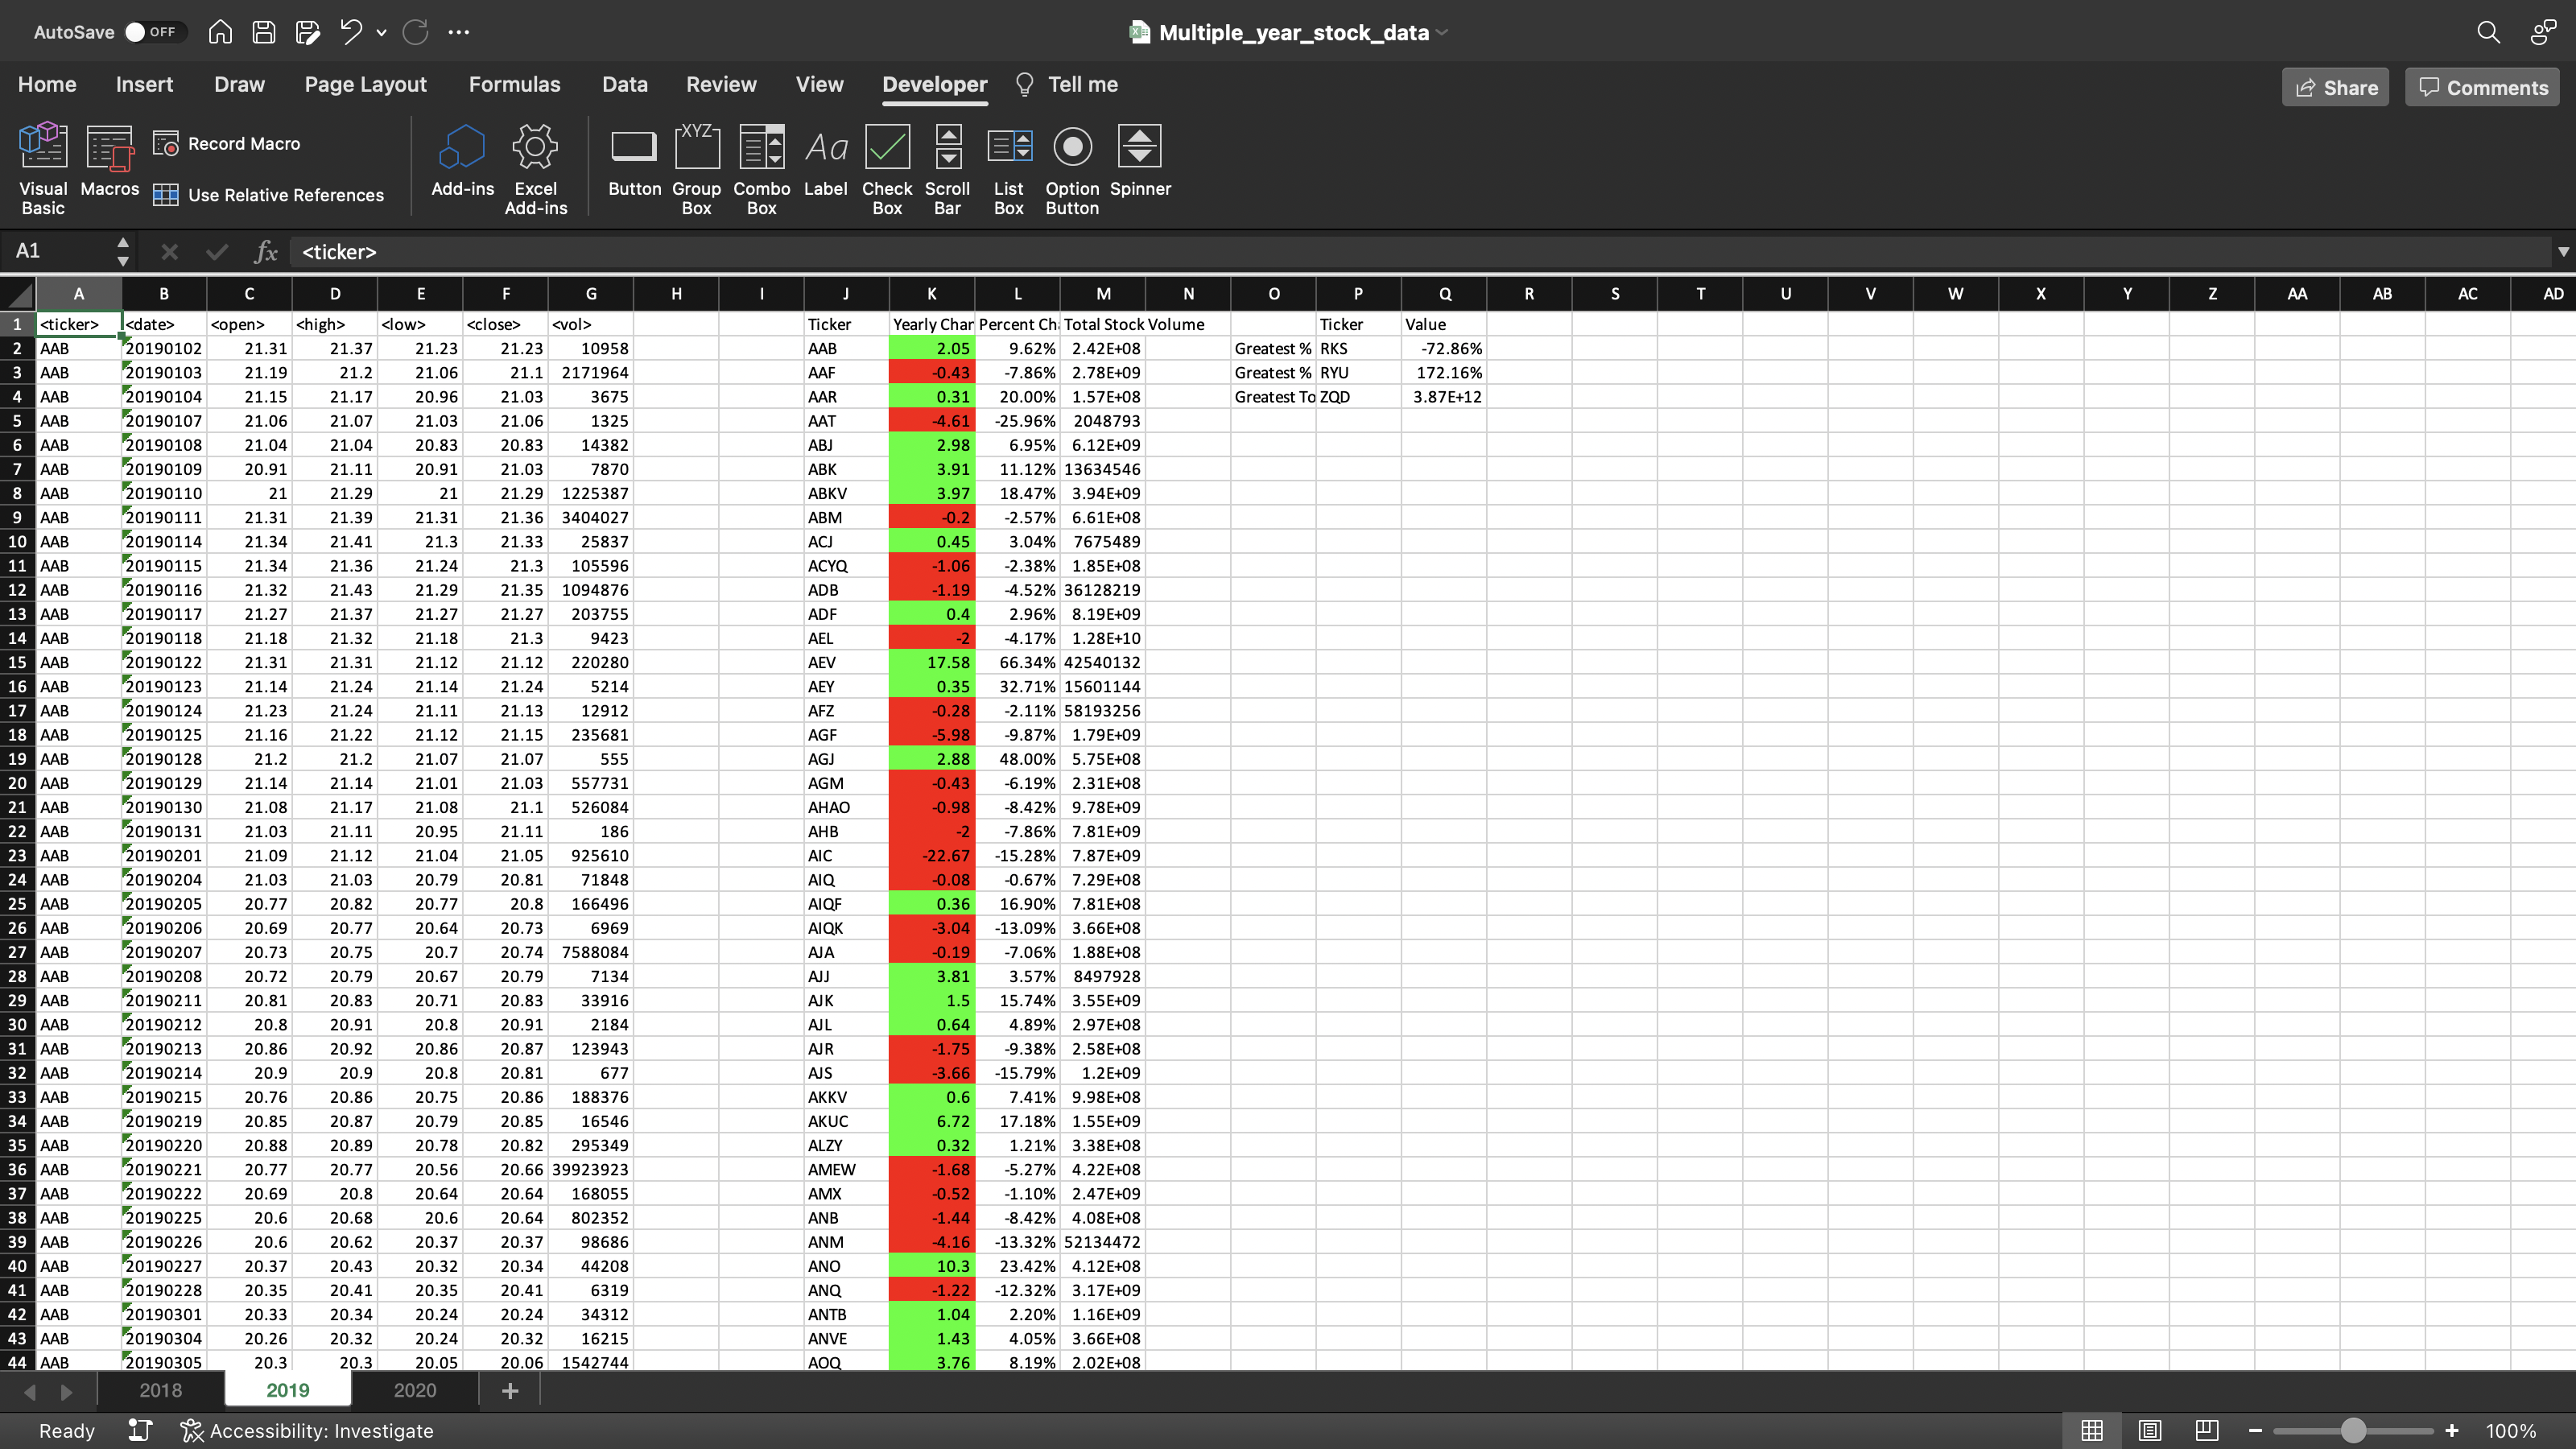 AutoSave OFF Multiple_year_stock_data
Home Insert Draw Page Layout Formulas Data Review View Developer Tell me Share Comments
Visual Basic Macros Record Macro Use Relative References Add-ins Excel Add-ins Button Group Box Combo Box Label Check Box Scroll Bar List Box Option Button Spinner
XYZ Aa
A1 fx <ticker>
A B C D E F G H I J K L M N O P Q R S T U V W X Y Z AA AB AC AD
1 <ticker> <date> <open> <high> <low> <close> <vol> Ticker Yearly Chan Percent Ch Total Stock Volume Ticker Value
2 AAB 20190102 21.31 21.37 21.23 21.23 10958 AAB 2.05 9.62% 2.42E+08 Greatest % RKS -72.86%
3 AAB 20190103 21.19 21.2 21.06 21.1 2171964 AAF -0.43 -7.86% 2.78E+09 Greatest % RYU 172.16%
4 AAB 20190104 21.15 21.17 20.96 21.03 3675 AAR 0.31 20.00% 1.57E+08 Greatest To ZQD 3.87E+12
5 AAB 20190107 21.06 21.07 21.03 21.06 1325 AAT -4.61 -25.96% 2048793
6 AAB 20190108 21.04 21.04 20.83 20.83 14382 ABJ 2.98 6.95% 6.12E+09
7 AAB 20190109 20.91 21.11 20.91 21.03 7870 ABK 3.91 11.12% 13634546
8 AAB 20190110 21 21.29 21 21.29 1225387 ABKV 3.97 18.47% 3.94E+09
9 AAB 20190111 21.31 21.39 21.31 21.36 3404027 ABM -0.2 -2.57% 6.61E+08
10 AAB 20190114 21.34 21.41 21.3 21.33 25837 ACJ 0.45 3.04% 7675489
11 AAB 20190115 21.34 21.36 21.24 21.3 105596 ACYQ -1.06 -2.38% 1.85E+08
12 AAB 20190116 21.32 21.43 21.29 21.35 1094876 ADB -1.19 -4.52% 36128219
13 AAB 20190117 21.27 21.37 21.27 21.27 203755 ADF 0.4 2.96% 8.19E+09
14 AAB 20190118 21.18 21.32 21.18 21.3 9423 AEL -2 -4.17% 1.28E+10
15 AAB 20190122 21.31 21.31 21.12 21.12 220280 AEV 17.58 66.34% 42540132
16 AAB 20190123 21.14 21.24 21.14 21.24 5214 AEY 0.35 32.71% 15601144
17 AAB 20190124 21.23 21.24 21.11 21.13 12912 AFZ -0.28 -2.11% 58193256
18 AAB 20190125 21.16 21.22 21.12 21.15 235681 AGF -5.98 -9.87% 1.79E+09
19 AAB 20190128 21.2 21.2 21.07 21.07 555 AGJ 2.88 48.00% 5.75E+08
20 AAB 20190129 21.14 21.14 21.01 21.03 557731 AGM -0.43 -6.19% 2.31E+08
21 AAB 20190130 21.08 21.17 21.08 21.1 526084 AHAO -0.98 -8.42% 9.78E+09
22 AAB 20190131 21.03 21.11 20.95 21.11 186 AHB -2 -7.86% 7.81E+09
23 AAB 20190201 21.09 21.12 21.04 21.05 925610 AIC -22.67 -15.28% 7.87E+09
24 AAB 20190204 21.03 21.03 20.79 20.81 71848 AIQ -0.08 -0.67% 7.29E+08
25 AAB 20190205 20.77 20.82 20.77 20.8 166496 AIQF 0.36 16.90% 7.81E+08
26 AAB 20190206 20.69 20.77 20.64 20.73 6969 AIQK -3.04 -13.09% 3.66E+08
27 AAB 20190207 20.73 20.75 20.7 20.74 7588084 AJA -0.19 -7.06% 1.88E+08
28 AAB 20190208 20.72 20.79 20.67 20.79 7134 AJJ 3.81 3.57% 8497928
29 AAB 20190211 20.81 20.83 20.71 20.83 33916 AJK 1.5 15.74% 3.55E+09
30 AAB 20190212 20.8 20.91 20.8 20.91 2184 AJL 0.64 4.89% 2.97E+08
31 AAB 20190213 20.86 20.92 20.86 20.87 123943 AJR -1.75 -9.38% 2.58E+08
32 AAB 20190214 20.9 20.9 20.8 20.81 677 AJS -3.66 -15.79% 1.2E+09
33 AAB 20190215 20.76 20.86 20.75 20.86 188376 AKKV 0.6 7.41% 9.98E+08
34 AAB 20190219 20.85 20.87 20.79 20.85 16546 AKUC 6.72 17.18% 1.55E+09
35 AAB 20190220 20.88 20.89 20.78 20.82 295349 ALZY 0.32 1.21% 3.38E+08
36 AAB 20190221 20.77 20.77 20.56 20.66 39923923 AMEW -1.68 -5.27% 4.22E+08
37 AAB 20190222 20.69 20.8 20.64 20.64 168055 AMX -0.52 -1.10% 2.47E+09
38 AAB 20190225 20.6 20.68 20.6 20.64 802352 ANB -1.44 -8.42% 4.08E+08
39 AAB 20190226 20.6 20.62 20.37 20.37 98686 ANM -4.16 -13.32% 52134472
40 AAB 20190227 20.37 20.43 20.32 20.34 44208 ANO 10.3 23.42% 4.12E+08
41 AAB 20190228 20.35 20.41 20.35 20.41 6319 ANQ -1.22 -12.32% 3.17E+09
42 AAB 20190301 20.33 20.34 20.24 20.24 34312 ANTB 1.04 2.20% 1.16E+09
43 AAB 20190304 20.26 20.32 20.24 20.32 16215 ANVE 1.43 4.05% 3.66E+08
44 AAB 20190305 20.3 20.3 20.05 20.06 1542744 AOQ 3.76 8.19% 2.02E+08
2018 2019 2020 +
Ready Accessibility: Investigate 100%